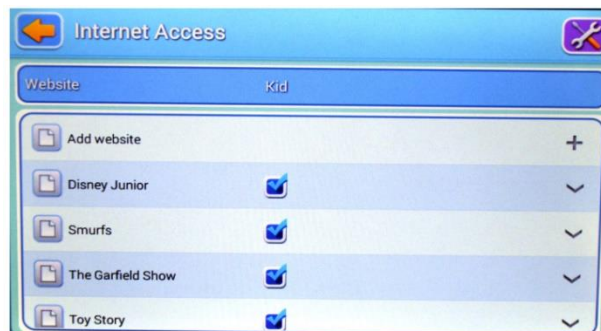 Internet Access
Website Kid
Add website
Disney Junior
Smurfs
The Garfield Show
Toy Story